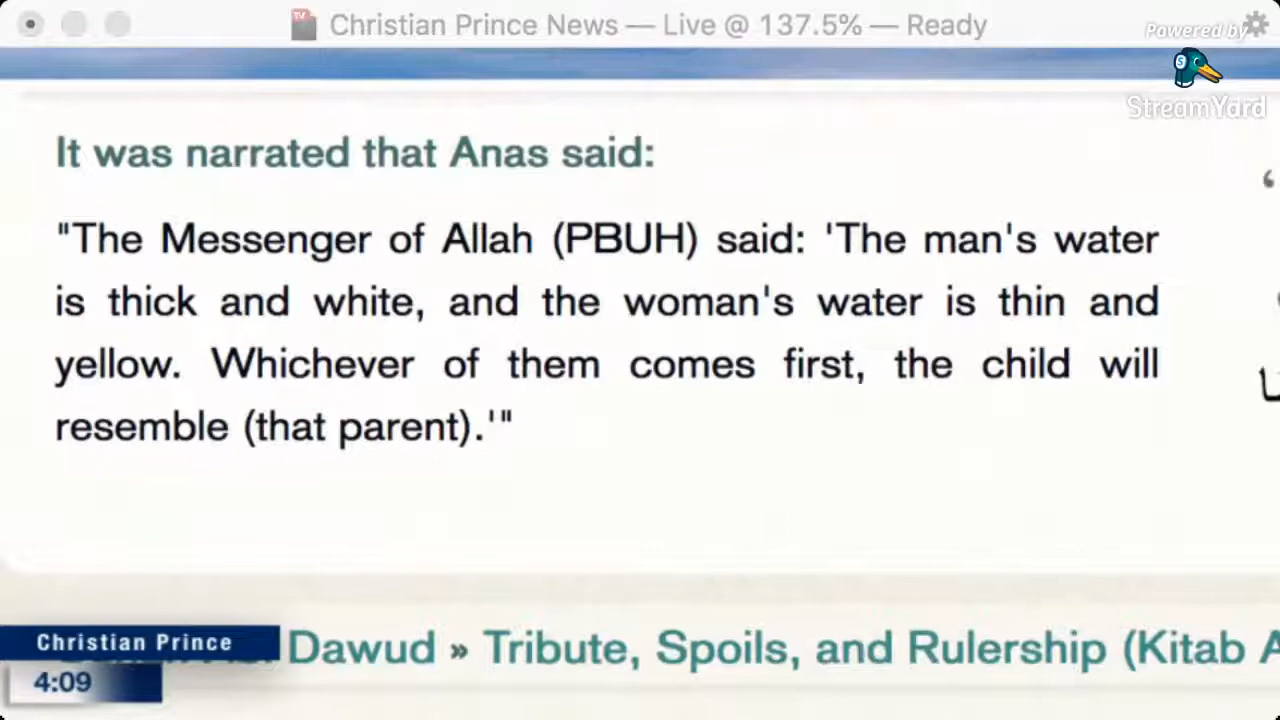 Christian Prince News — Live @ 137.5% — Ready
Powered by
StreamYard
It was narrated that Anas said:
"The Messenger of Allah (PBUH) said: 'The man's water
is thick and white, and the woman's water is thin and
yellow. Whichever of them comes first, the child will
resemble (that parent).'"
Christian Prince
Dawud » Tribute, Spoils, and Rulership (Kitab A
4:09